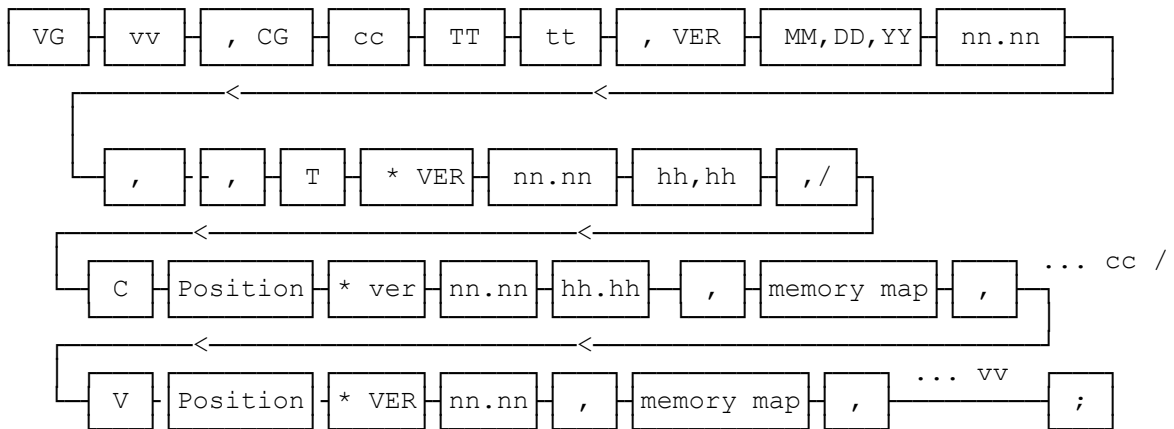 VG vv , CG cc TT tt , VER MM,DD,YY nn.nn
< <
, , T * VER nn.nn hh,hh ,/
< <
C Position * ver nn.nn hh.hh , memory map , ... cc /
< <
V Position * VER nn.nn , memory map , ... vv ;